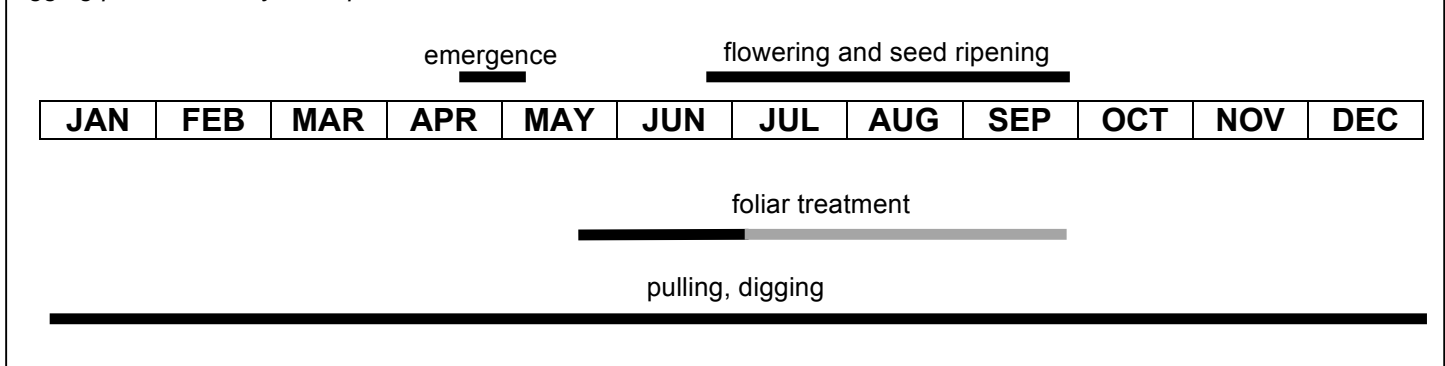 emergence flowering and seed ripening
JAN FEB MAR APR MAY JUN JUL AUG SEP OCT NOV DEC
foliar treatment
pulling, digging